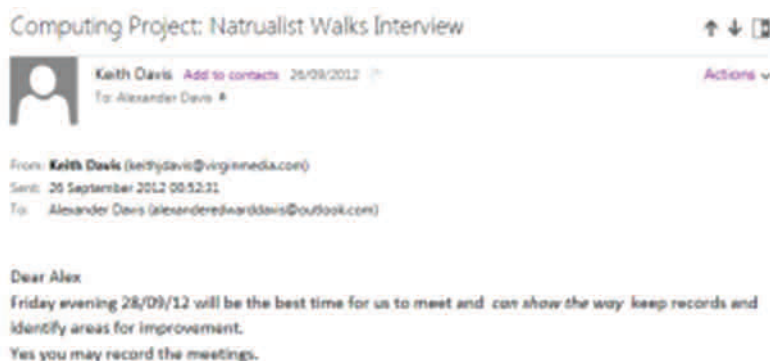 Computing Project: Natrualist Walks Interview
Keith Davis Add to contacts 26/09/2012
To: Alexander Davis
Actions
From: Keith Davis (keithjdavis@virginmedia.com)
Sent: 26 September 2012 00:52:31
To: Alexander Davis (alexanderedwarddavis@outlook.com)
Dear Alex
Friday evening 28/09/12 will be the best time for us to meet and can show the way keep records and
identify areas for improvement.
Yes you may record the meetings.